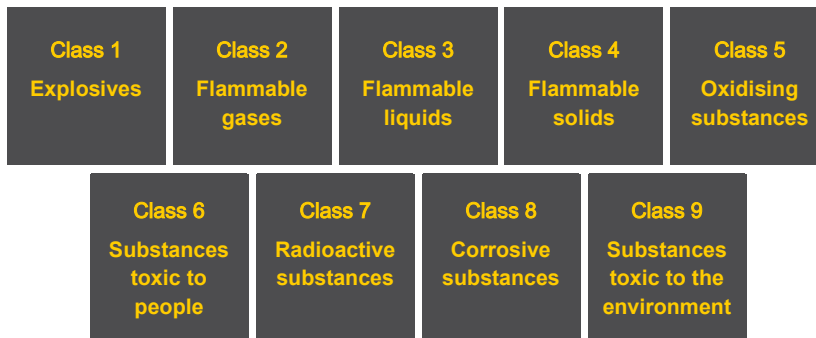 Class 1
Explosives
Class 2
Flammable
gases
Class 3
Flammable
liquids
Class 4
Flammable
solids
Class 5
Oxidising
substances
Class 6
Substances
toxic to
people
Class 7
Radioactive
substances
Class 8
Corrosive
substances
Class 9
Substances
toxic to the
environment